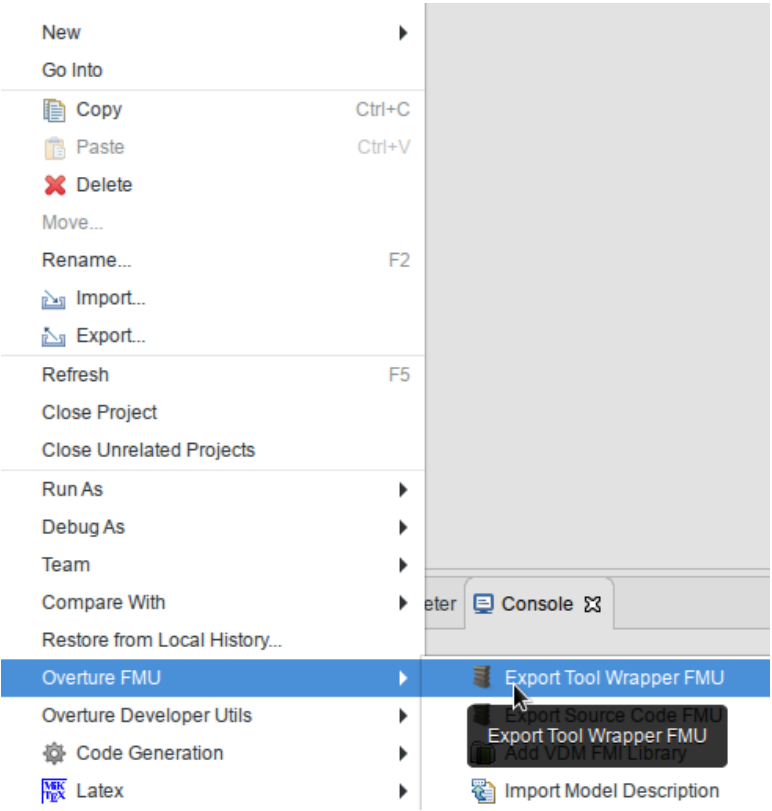 New
Go Into
Copy Ctrl+C
Paste Ctrl+V
Delete
Move...
Rename... F2
Import...
Export...
Refresh F5
Close Project
Close Unrelated Projects
Run As
Debug As
Team
Compare With
eter Console
Restore from Local History...
Overture FMU
Export Tool Wrapper FMU
Overture Developer Utils
Export Source Code FMU
Export Tool Wrapper FMU
Code Generation
Add VDM FMI Library
MiK
TEX
Latex
Import Model Description